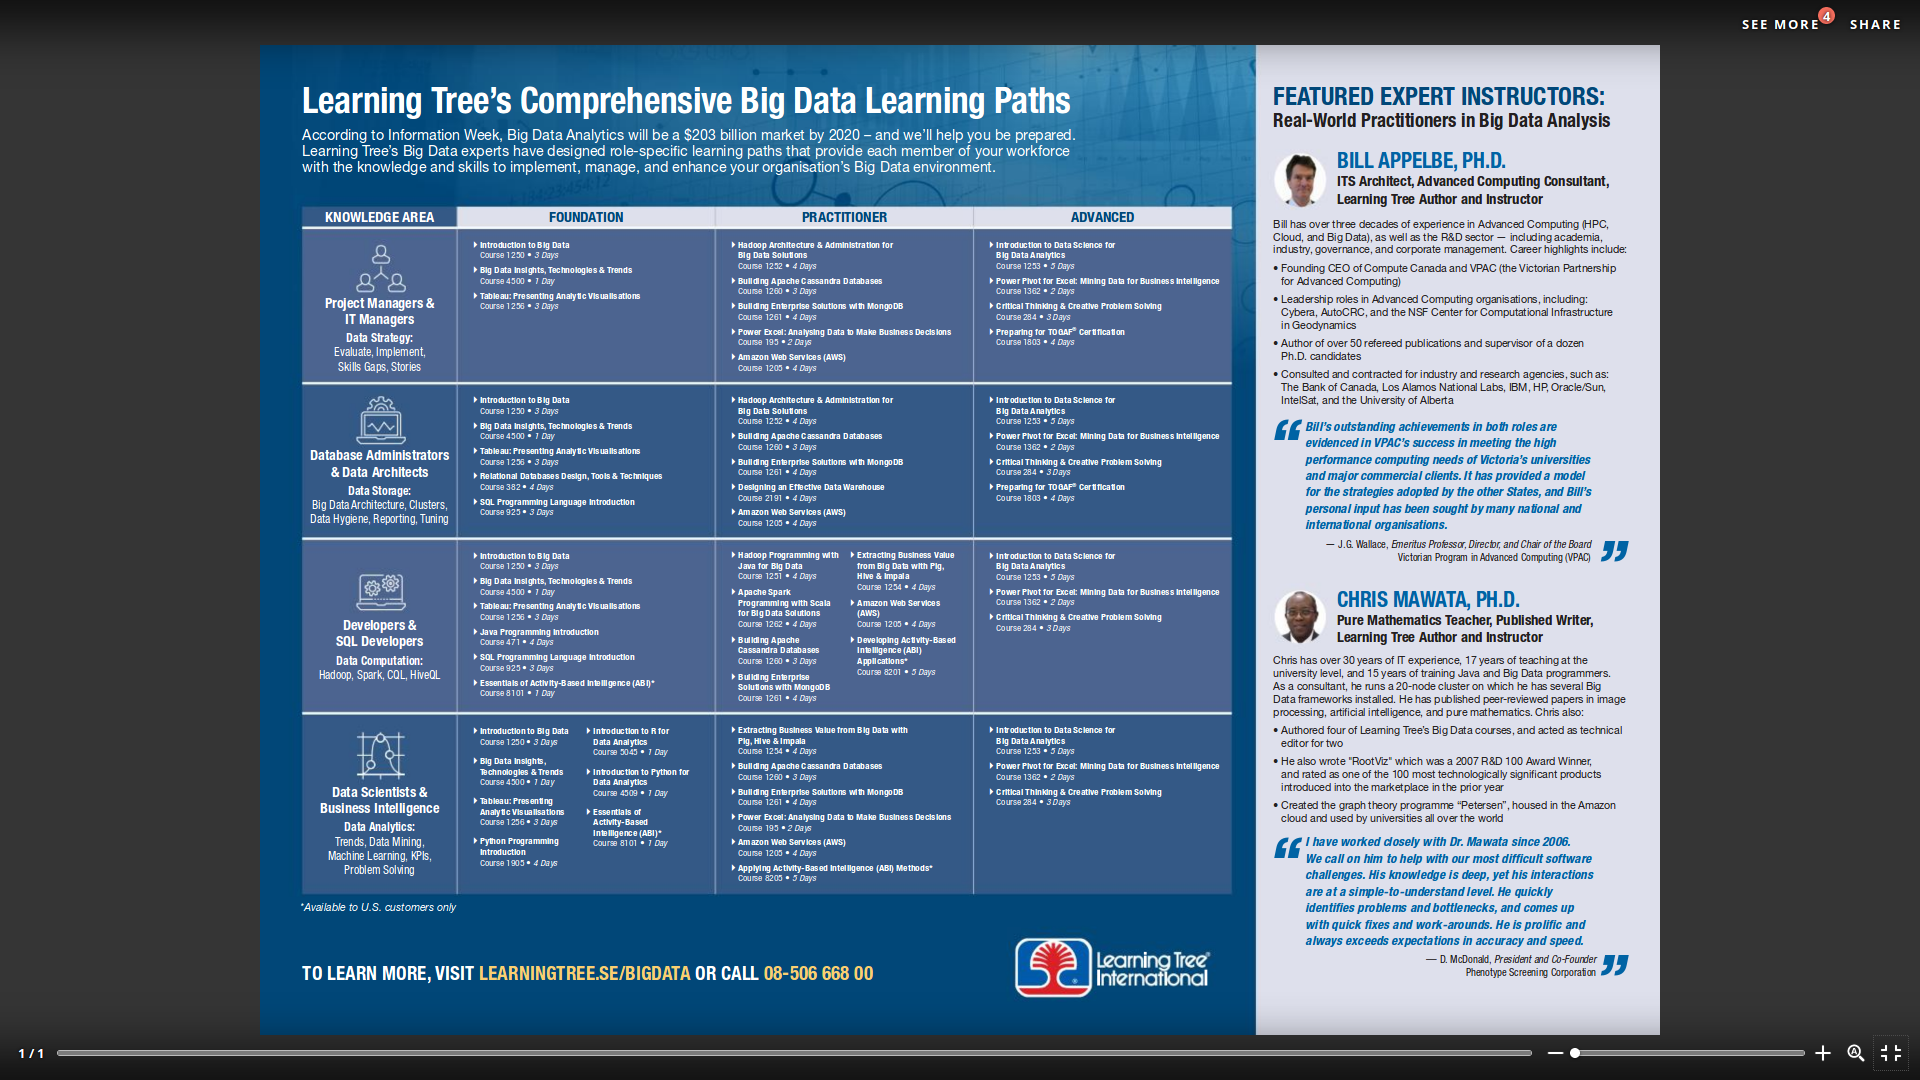 SEE MORE
4
SHARE
Learning Tree's Comprehensive Big Data Learning Paths
According to Information Week, Big Data Analytics will be a $203 billion market by 2020 – and we'll help you be prepared.
Learning Tree's Big Data experts have designed role-specific learning paths that provide each member of your workforce
with the knowledge and skills to implement, manage, and enhance your organisation's Big Data environment.
KNOWLEDGE AREA
FOUNDATION
PRACTITIONER
ADVANCED
Project Managers &
IT Managers
Data Strategy:
Evaluate, Implement,
Skills Gaps, Stories
Introduction to Big Data
Course 1250 • 3 Days
Big Data Insights, Technologies & Trends
Course 4500 • 1 Day
Tableau: Presenting Analytic Visualisations
Course 1256 • 3 Days
Hadoop Architecture & Administration for
Big Data Solutions
Course 1252 • 4 Days
Building Apache Cassandra Databases
Course 1260 • 3 Days
Building Enterprise Solutions with MongoDB
Course 1261 • 4 Days
Power Excel: Analysing Data to Make Business Decisions
Course 195 • 2 Days
Amazon Web Services (AWS)
Course 1205 • 4 Days
Introduction to Data Science for
Big Data Analytics
Course 1253 • 5 Days
Power Pivot for Excel: Mining Data for Business Intelligence
Course 1362 • 2 Days
Critical Thinking & Creative Problem Solving
Course 284 • 3 Days
Preparing for TOGAF® Certification
Course 1803 • 4 Days
Database Administrators
& Data Architects
Data Storage:
Big Data Architecture, Clusters,
Data Hygiene, Reporting, Tuning
Introduction to Big Data
Course 1250 • 3 Days
Big Data Insights, Technologies & Trends
Course 4500 • 1 Day
Tableau: Presenting Analytic Visualisations
Course 1256 • 3 Days
Relational Databases Design, Tools & Techniques
Course 382 • 4 Days
SQL Programming Language Introduction
Course 925 • 3 Days
Hadoop Architecture & Administration for
Big Data Solutions
Course 1252 • 4 Days
Building Apache Cassandra Databases
Course 1260 • 3 Days
Building Enterprise Solutions with MongoDB
Course 1261 • 4 Days
Designing an Effective Data Warehouse
Course 2191 • 4 Days
Amazon Web Services (AWS)
Course 1205 • 4 Days
Introduction to Data Science for
Big Data Analytics
Course 1253 • 5 Days
Power Pivot for Excel: Mining Data for Business Intelligence
Course 1362 • 2 Days
Critical Thinking & Creative Problem Solving
Course 284 • 3 Days
Preparing for TOGAF® Certification
Course 1803 • 4 Days
Developers &
SQL Developers
Data Computation:
Hadoop, Spark, CQL, HiveQL
Introduction to Big Data
Course 1250 • 3 Days
Big Data Insights, Technologies & Trends
Course 4500 • 1 Day
Tableau: Presenting Analytic Visualisations
Course 1256 • 3 Days
Java Programming Introduction
Course 471 • 4 Days
SQL Programming Language Introduction
Course 925 • 3 Days
Essentials of Activity-Based Intelligence (ABI)*
Course 8101 • 1 Day
Hadoop Programming with
Java for Big Data
Course 1251 • 4 Days
Apache Spark
Programming with Scala
for Big Data Solutions
Course 1262 • 4 Days
Building Apache
Cassandra Databases
Course 1260 • 3 Days
Building Enterprise
Solutions with MongoDB
Course 1261 • 4 Days
Extracting Business Value
from Big Data with Pig,
Hive & Impala
Course 1254 • 4 Days
Amazon Web Services
(AWS)
Course 1205 • 4 Days
Developing Activity-Based
Intelligence (ABI)
Applications*
Course 8201 • 5 Days
Introduction to Data Science for
Big Data Analytics
Course 1253 • 5 Days
Power Pivot for Excel: Mining Data for Business Intelligence
Course 1362 • 2 Days
Critical Thinking & Creative Problem Solving
Course 284 • 3 Days
Data Scientists &
Business Intelligence
Data Analytics:
Trends, Data Mining,
Machine Learning, KPIs,
Problem Solving
Introduction to Big Data
Course 1250 • 3 Days
Big Data Insights,
Technologies & Trends
Course 4500 • 1 Day
Tableau: Presenting
Analytic Visualisations
Course 1256 • 3 Days
Python Programming
Introduction
Course 1905 • 4 Days
Introduction to R for
Data Analytics
Course 5045 • 1 Day
Introduction to Python for
Data Analytics
Course 4509 • 1 Day
Essentials of
Activity-Based
Intelligence (ABI)*
Course 8101 • 1 Day
Extracting Business Value from Big Data with
Pig, Hive & Impala
Course 1254 • 4 Days
Building Apache Cassandra Databases
Course 1260 • 3 Days
Building Enterprise Solutions with MongoDB
Course 1261 • 4 Days
Power Excel: Analysing Data to Make Business Decisions
Course 195 • 2 Days
Amazon Web Services (AWS)
Course 1205 • 4 Days
Applying Activity-Based Intelligence (ABI) Methods*
Course 8205 • 5 Days
Introduction to Data Science for
Big Data Analytics
Course 1253 • 5 Days
Power Pivot for Excel: Mining Data for Business Intelligence
Course 1362 • 2 Days
Critical Thinking & Creative Problem Solving
Course 284 • 3 Days
*Available to U.S. customers only
TO LEARN MORE, VISIT LEARNINGTREE.SE/BIGDATA OR CALL 08-506 668 00
Learning Tree®
International
FEATURED EXPERT INSTRUCTORS:
Real-World Practitioners in Big Data Analysis
BILL APPELBE, PH.D.
ITS Architect, Advanced Computing Consultant,
Learning Tree Author and Instructor
Bill has over three decades of experience in Advanced Computing (HPC,
Cloud, and Big Data), as well as the R&D sector — including academia,
industry, governance, and corporate management. Career highlights include:
• Founding CEO of Compute Canada and VPAC (the Victorian Partnership
for Advanced Computing)
• Leadership roles in Advanced Computing organisations, including:
Cybera, AutoCRC, and the NSF Center for Computational Infrastructure
in Geodynamics
• Author of over 50 refereed publications and supervisor of a dozen
Ph.D. candidates
• Consulted and contracted for industry and research agencies, such as:
The Bank of Canada, Los Alamos National Labs, IBM, HP, Oracle/Sun,
IntelSat, and the University of Alberta
“Bill's outstanding achievements in both roles are
evidenced in VPAC's success in meeting the high
performance computing needs of Victoria's universities
and major commercial clients. It has provided a model
for the strategies adopted by the other States, and Bill's
personal input has been sought by many national and
international organisations.
— J.G. Wallace, Emeritus Professor, Director, and Chair of the Board
Victorian Program in Advanced Computing (VPAC) ”
CHRIS MAWATA, PH.D.
Pure Mathematics Teacher, Published Writer,
Learning Tree Author and Instructor
Chris has over 30 years of IT experience, 17 years of teaching at the
university level, and 15 years of training Java and Big Data programmers.
As a consultant, he runs a 20-node cluster on which he has several Big
Data frameworks installed. He has published peer-reviewed papers in image
processing, artificial intelligence, and pure mathematics. Chris also:
• Authored four of Learning Tree's Big Data courses, and acted as technical
editor for two
• He also wrote "RootViz" which was a 2007 R&D 100 Award Winner,
and rated as one of the 100 most technologically significant products
introduced into the marketplace in the prior year
• Created the graph theory programme “Petersen”, housed in the Amazon
cloud and used by universities all over the world
“I have worked closely with Dr. Mawata since 2006.
We call on him to help with our most difficult software
challenges. His knowledge is deep, yet his interactions
are at a simple-to-understand level. He quickly
identifies problems and bottlenecks, and comes up
with quick fixes and work-arounds. He is prolific and
always exceeds expectations in accuracy and speed.
— D. McDonald, President and Co-Founder
Phenotype Screening Corporation ”
1 / 1